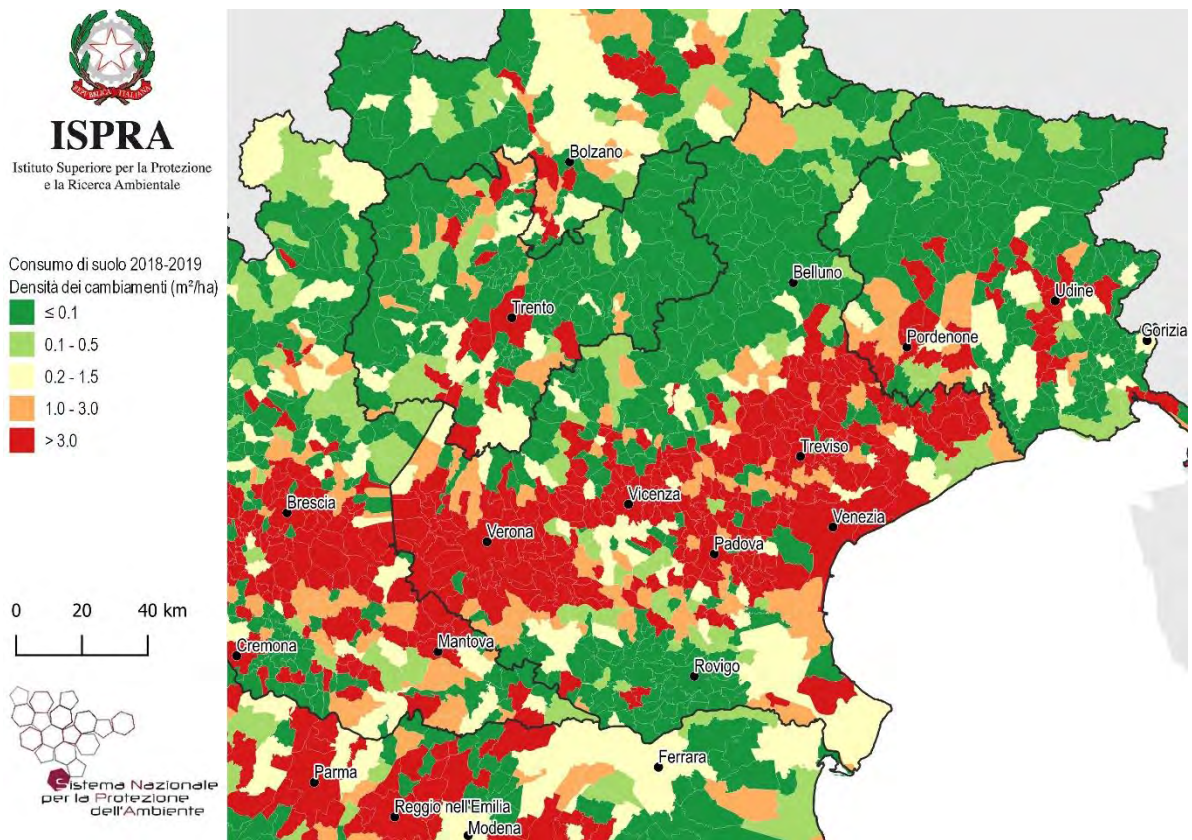 REPVBBLICA ITALIANA
ISPRA
Istituto Superiore per la Protezione
e la Ricerca Ambientale
Consumo di suolo 2018-2019
Densità dei cambiamenti (m²/ha)
≤ 0.1
0.1 - 0.5
0.2 - 1.5
1.0 - 3.0
> 3.0
0 20 40 km
Sistema Nazionale
per la Protezione
dell'Ambiente
Bolzano
Belluno
Trento
Udine
Pordenone
Gorizia
Treviso
Brescia
Vicenza
Verona
Venezia
Padova
Cremona
Mantova
Rovigo
Parma
Ferrara
Reggio nell'Emilia
Modena